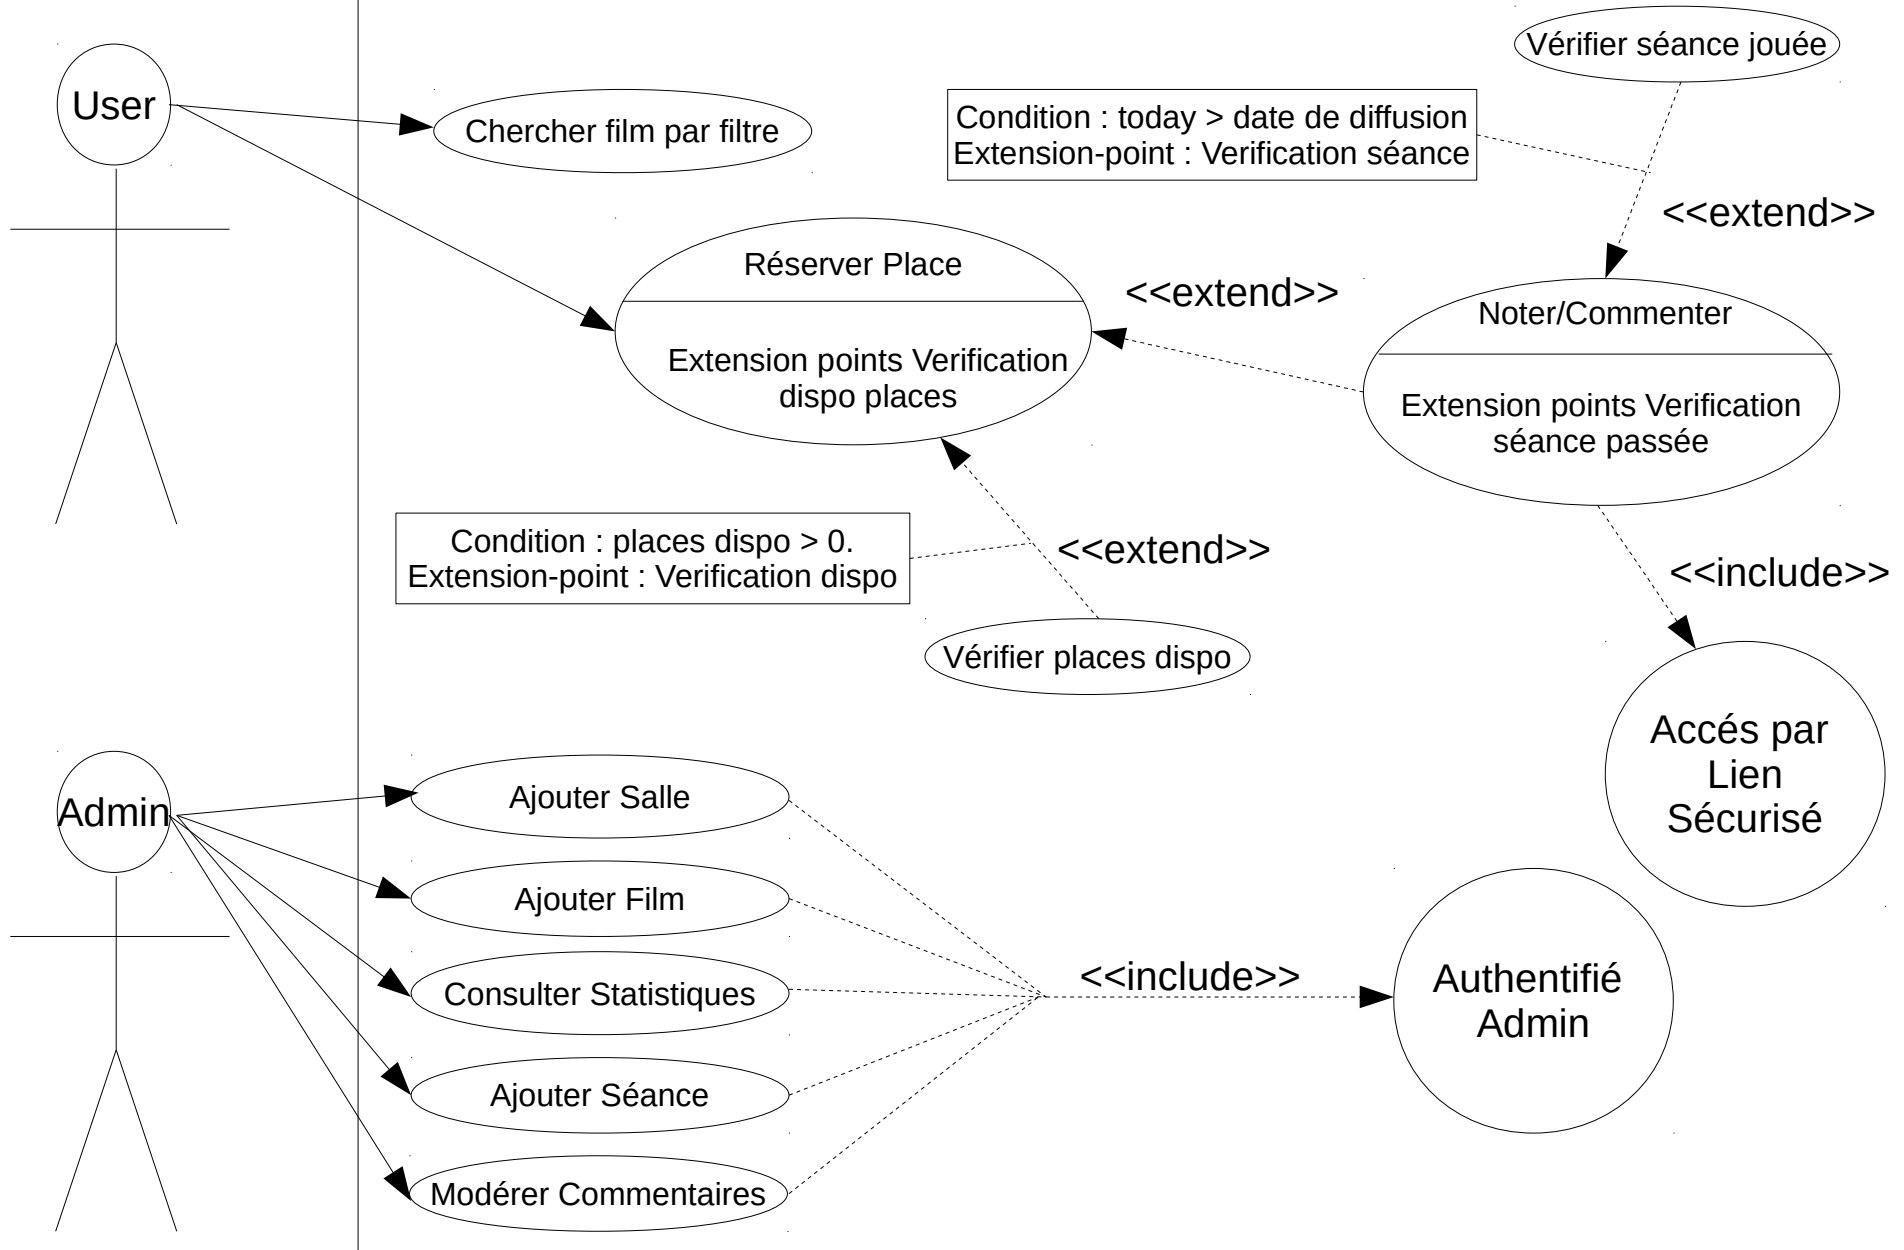 Vérifier séance jouée
User
Chercher film par filtre
Condition : today > date de diffusion
Extension-point : Verification séance
<<extend>>
Réserver Place
Extension points Verification
dispo places
<<extend>>
Noter/Commenter
Extension points Verification
séance passée
Condition : places dispo > 0.
Extension-point : Verification dispo
<<extend>>
<<include>>
Vérifier places dispo
Accés par
Lien
Sécurisé
Admin
Ajouter Salle
Ajouter Film
Consulter Statistiques
Ajouter Séance
Modérer Commentaires
<<include>>
Authentifié
Admin